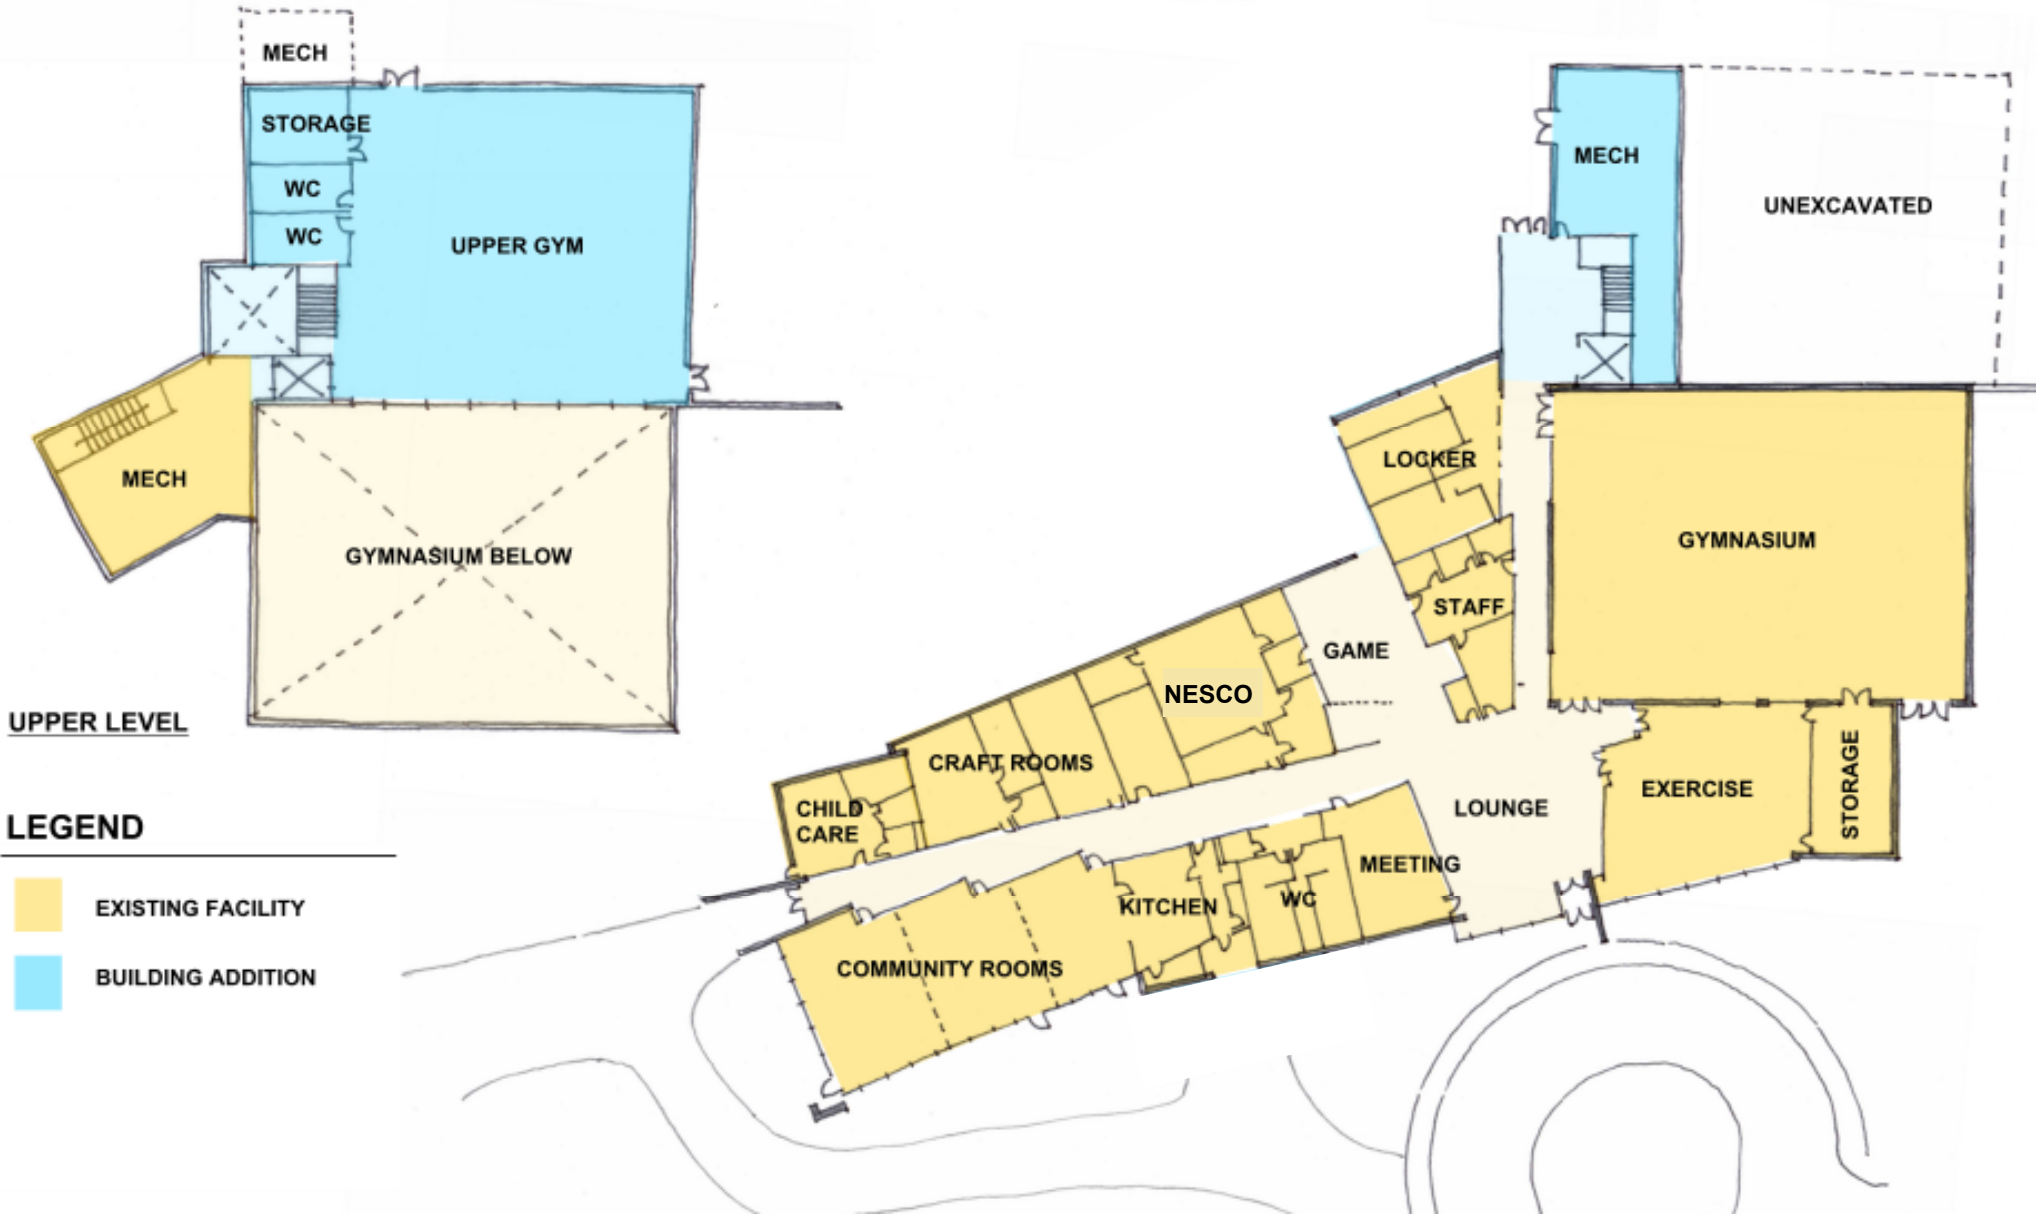 MECH
STORAGE
WC
WC
UPPER GYM
MECH
GYMNASIUM BELOW
UPPER LEVEL
LEGEND
EXISTING FACILITY
BUILDING ADDITION
MECH
UNEXCAVATED
LOCKER
GYMNASIUM
STAFF
GAME
NESCO
CRAFT ROOMS
CHILD
CARE
LOUNGE
EXERCISE
STORAGE
MEETING
WC
KITCHEN
COMMUNITY ROOMS